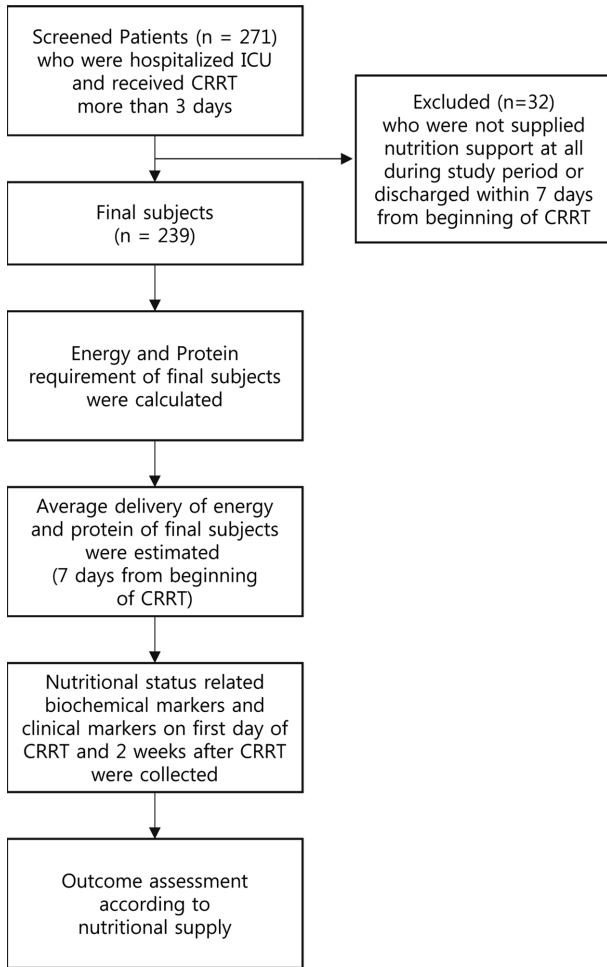 Screened Patients (n = 271)
who were hospitalized ICU
and received CRRT
more than 3 days
Excluded (n=32)
who were not supplied
nutrition support at all
during study period or
discharged within 7 days
from beginning of CRRT
Final subjects
(n = 239)
Energy and Protein
requirement of final subjects
were calculated
Average delivery of energy
and protein of final subjects
were estimated
(7 days from beginning
of CRRT)
Nutritional status related
biochemical markers and
clinical markers on first day of
CRRT and 2 weeks after CRRT
were collected
Outcome assessment
according to
nutritional supply